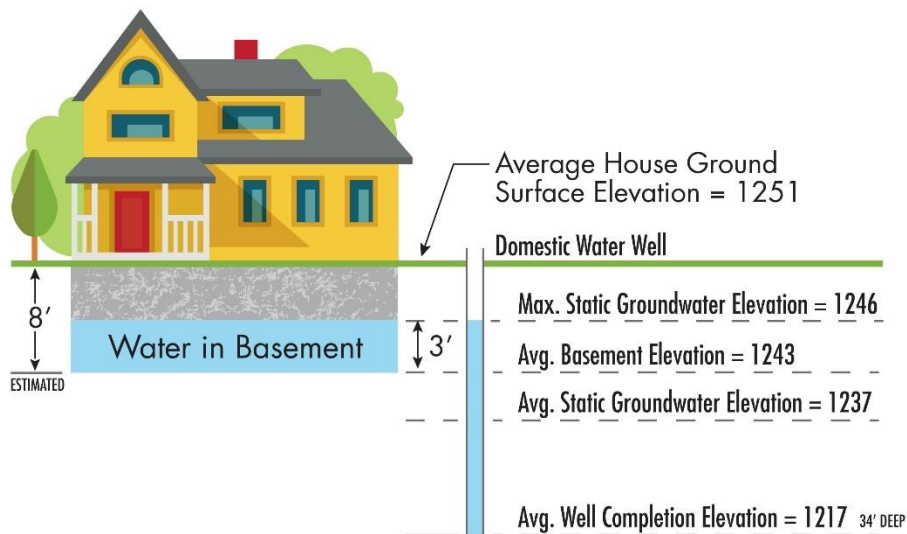 Average House Ground
Surface Elevation = 1251
Domestic Water Well
8’
ESTIMATED
Water in Basement
3’
Max. Static Groundwater Elevation = 1246
Avg. Basement Elevation = 1243
Avg. Static Groundwater Elevation = 1237
Avg. Well Completion Elevation = 1217 34’ DEEP